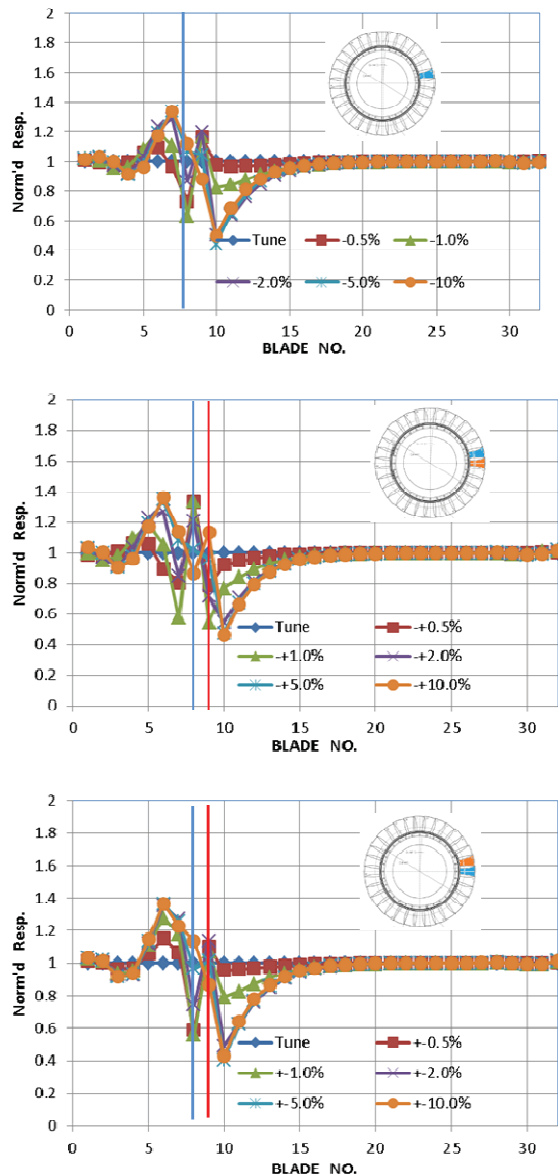 2
1.8
1.6
1.4
1.2
1
0.8
0.6
0.4
0.2
0
Norm'd Resp.
Tune -0.5% -1.0%
-2.0% -5.0% -10%
0 5 10 15 20 25 30
BLADE NO.
2
1.8
1.6
1.4
1.2
1
0.8
0.6
0.4
0.2
0
Norm'd Resp.
Tune -+0.5%
-+1.0% -+2.0%
-+5.0% -+10.0%
0 5 10 15 20 25 30
BLADE NO.
2
1.8
1.6
1.4
1.2
1
0.8
0.6
0.4
0.2
0
Norm'd Resp.
Tune +-0.5%
+-1.0% +-2.0%
+-5.0% +-10.0%
0 5 10 15 20 25 30
BLADE NO.